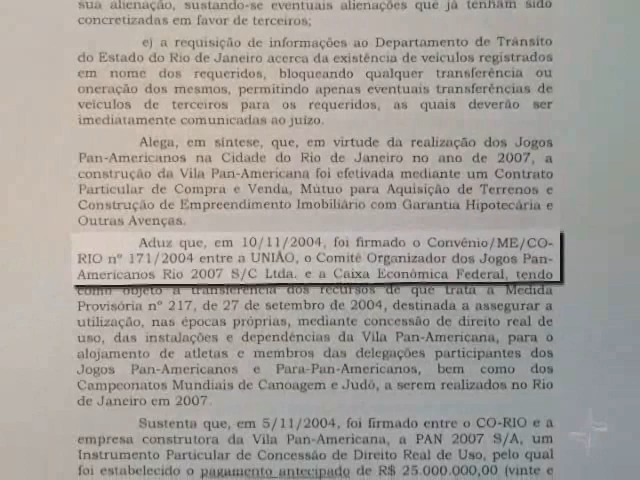 sua alienação, sustando-se eventuais alienações que já tenham sido
concretizadas em favor de terceiros;
e) a requisição de informações ao Departamento de Trânsito
do Estado do Rio de Janeiro acerca da existência de veículos registrados
em nome dos requeridos, bloqueando qualquer transferência ou
oneração dos mesmos, permitindo apenas eventuais transferências de
veículos de terceiros para os requeridos, as quais deverão ser
imediatamente comunicadas ao juízo.
Alega, em síntese, que, em virtude da realização dos Jogos
Pan-Americanos na Cidade do Rio de Janeiro no ano de 2007, a
construção da Vila Pan-Americana foi efetivada mediante um Contrato
Particular de Compra e Venda, Mútuo para Aquisição de Terrenos e
Construção de Empreendimento Imobiliário com Garantia Hipotecária e
Outras Avenças.
Aduz que, em 10/11/2004, foi firmado o Convênio/ME/CO-
RIO nº 171/2004 entre a UNIÃO, o Comitê Organizador dos Jogos Pan-
Americanos Rio 2007 S/C Ltda. e a Caixa Econômica Federal, tendo
como objeto a transferência dos recursos de que trata a Medida
Provisória nº 217, de 27 de setembro de 2004, destinada a assegurar a
utilização, nas épocas próprias, mediante concessão de direito real de
uso, das instalações e dependências da Vila Pan-Americana, para o
alojamento de atletas e membros das delegações participantes dos
Jogos Pan-Americanos e Para-Pan-Americanos, bem como dos
Campeonatos Mundiais de Canoagem e Judô, a serem realizados no Rio
de Janeiro em 2007.
Sustenta que, em 5/11/2004, foi firmado entre o CO-RIO e a
empresa construtora da Vila Pan-Americana, a PAN 2007 S/A, um
Instrumento Particular de Concessão de Direito Real de Uso, pelo qual
foi estabelecido o pagamento antecipado de R$ 25.000.000,00 (vinte e